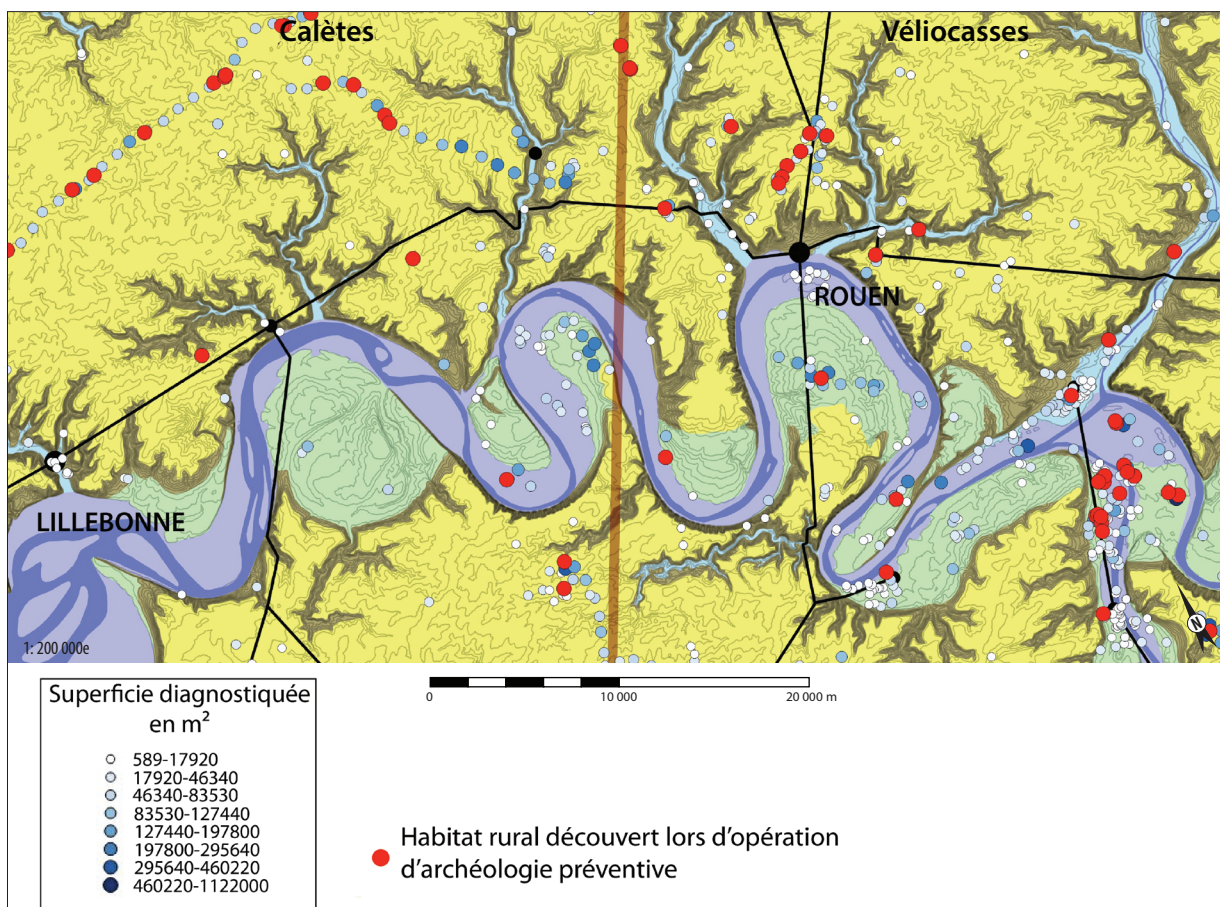 Calètes
Véliocasses
ROUEN
LILLEBONNE
1: 200 000e
N
Superficie diagnostiquée
en m²
589-17920
17920-46340
46340-83530
83530-127440
127440-197800
197800-295640
295640-460220
460220-1122000
0
10 000
20 000 m
Habitat rural découvert lors d'opération
d'archéologie préventive